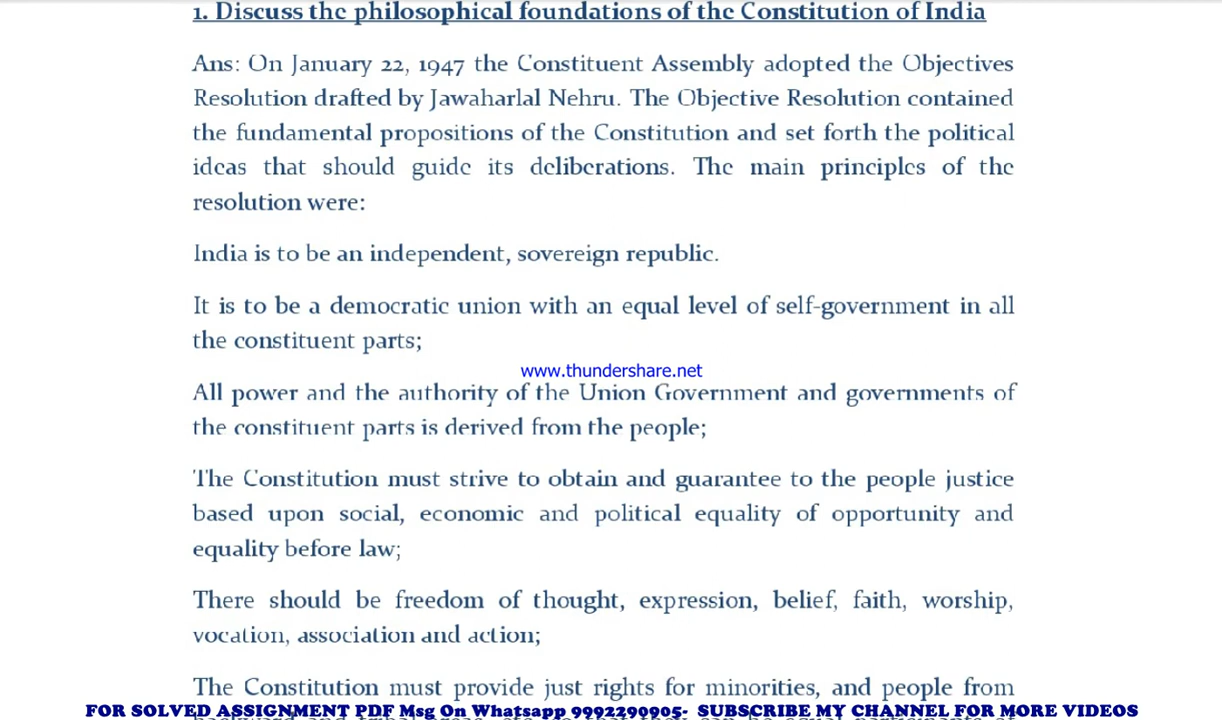 1. Discuss the philosophical foundations of the Constitution of India
Ans: On January 22, 1947 the Constituent Assembly adopted the Objectives
Resolution drafted by Jawaharlal Nehru. The Objective Resolution contained
the fundamental propositions of the Constitution and set forth the political
ideas that should guide its deliberations. The main principles of the
resolution were:
India is to be an independent, sovereign republic.
It is to be a democratic union with an equal level of self-government in all
the constituent parts;
www.thundershare.net
All power and the authority of the Union Government and governments of
the constituent parts is derived from the people;
The Constitution must strive to obtain and guarantee to the people justice
based upon social, economic and political equality of opportunity and
equality before law;
There should be freedom of thought, expression, belief, faith, worship,
vocation, association and action;
The Constitution must provide just rights for minorities, and people from
FOR SOLVED ASSIGNMENT PDF Msg On Whatsapp 9992290905- SUBSCRIBE MY CHANNEL FOR MORE VIDEOS